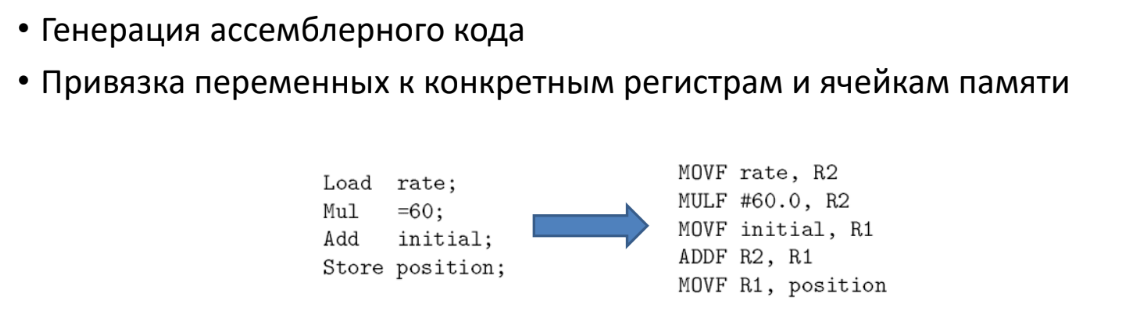 • Генерация ассемблерного кода
• Привязка переменных к конкретным регистрам и ячейкам памяти
Load rate;
Mul =60;
Add initial;
Store position;
MOVF rate, R2
MULF #60.0, R2
MOVF initial, R1
ADDF R2, R1
MOVF R1, position